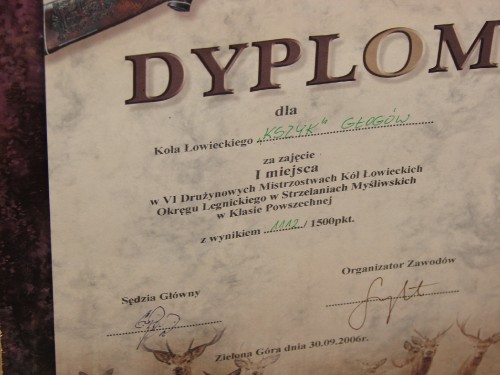 DYPLOM
dla
Koła Łowieckiego „KSZYK" GŁOGÓW
za zajęcie
I miejsca
w VI Drużynowych Mistrzostwach Kół Łowieckich
Okręgu Legnickiego w Strzelaniach Myśliwskich
w Klasie Powszechnej
z wynikiem 1112 / 1500pkt.
Organizator Zawodów
Sędzia Główny
Zielona Góra dnia 30.09.2006r.